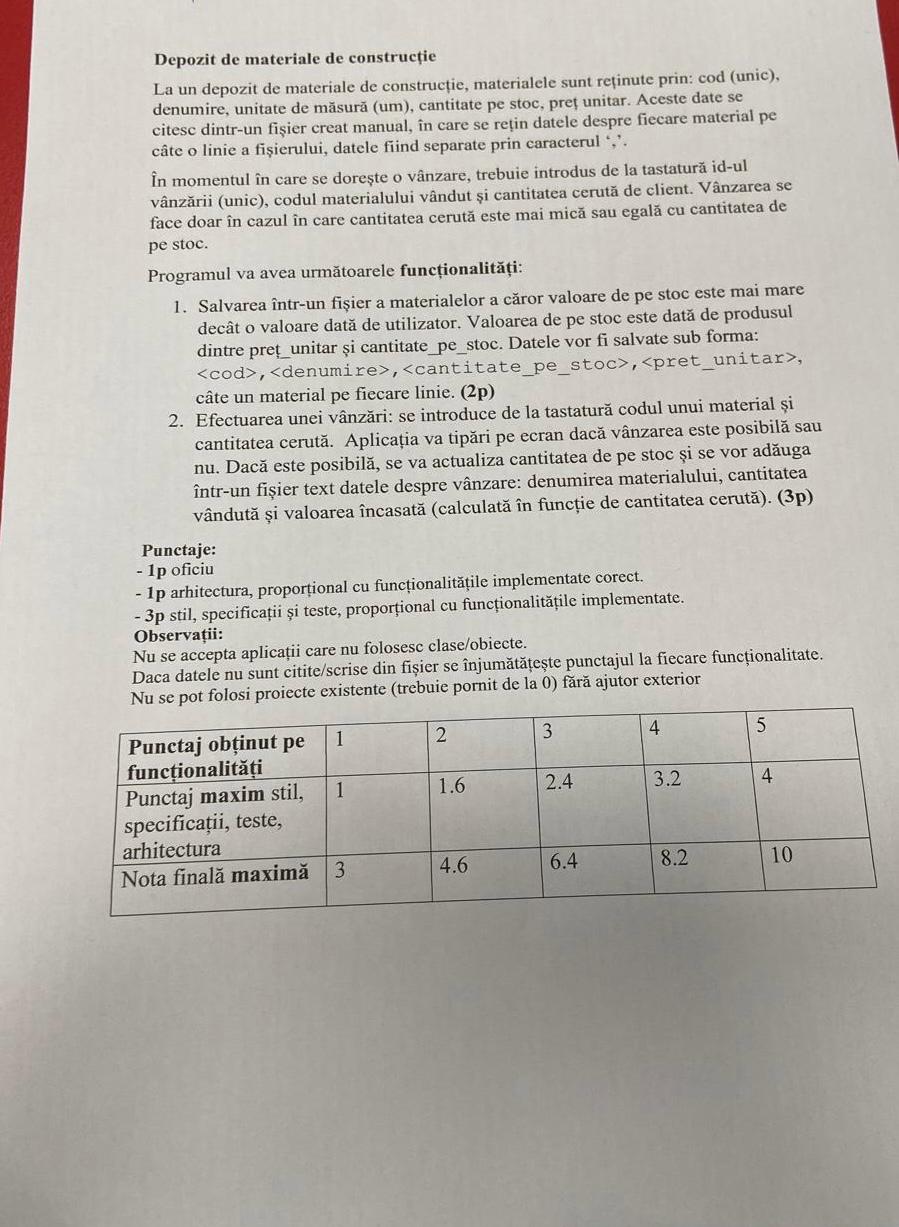 Depozit de materiale de construcție
La un depozit de materiale de construcție, materialele sunt reținute prin: cod (unic),
denumire, unitate de măsură (um), cantitate pe stoc, preț unitar. Aceste date se
citesc dintr-un fișier creat manual, în care se rețin datele despre fiecare material pe
câte o linie a fișierului, datele fiind separate prin caracterul ‘,’.
În momentul în care se dorește o vânzare, trebuie introdus de la tastatură id-ul
vânzării (unic), codul materialului vândut și cantitatea cerută de client. Vânzarea se
face doar în cazul în care cantitatea cerută este mai mică sau egală cu cantitatea de
pe stoc.
Programul va avea următoarele funcționalități:
1. Salvarea într-un fișier a materialelor a căror valoare de pe stoc este mai mare
decât o valoare dată de utilizator. Valoarea de pe stoc este dată de produsul
dintre preț_unitar și cantitate_pe_stoc. Datele vor fi salvate sub forma:
<cod>,<denumire>,<cantitate_pe_stoc>,<pret_unitar>,
câte un material pe fiecare linie. (2p)
2. Efectuarea unei vânzări: se introduce de la tastatură codul unui material și
cantitatea cerută. Aplicația va tipări pe ecran dacă vânzarea este posibilă sau
nu. Dacă este posibilă, se va actualiza cantitatea de pe stoc și se vor adăuga
într-un fișier text datele despre vânzare: denumirea materialului, cantitatea
vândută și valoarea încasată (calculată în funcție de cantitatea cerută). (3p)
Punctaje:
- 1p oficiu
- 1p arhitectura, proporțional cu funcționalitățile implementate corect.
- 3p stil, specificații și teste, proporțional cu funcționalitățile implementate.
Observații:
Nu se accepta aplicații care nu folosesc clase/obiecte.
Daca datele nu sunt citite/scrise din fișier se înjumătățește punctajul la fiecare funcționalitate.
Nu se pot folosi proiecte existente (trebuie pornit de la 0) fără ajutor exterior
Punctaj obținut pe funcționalități 1 2 3 4 5
Punctaj maxim stil, specificații, teste, arhitectura 1 1.6 2.4 3.2 4
Nota finală maximă 3 4.6 6.4 8.2 10